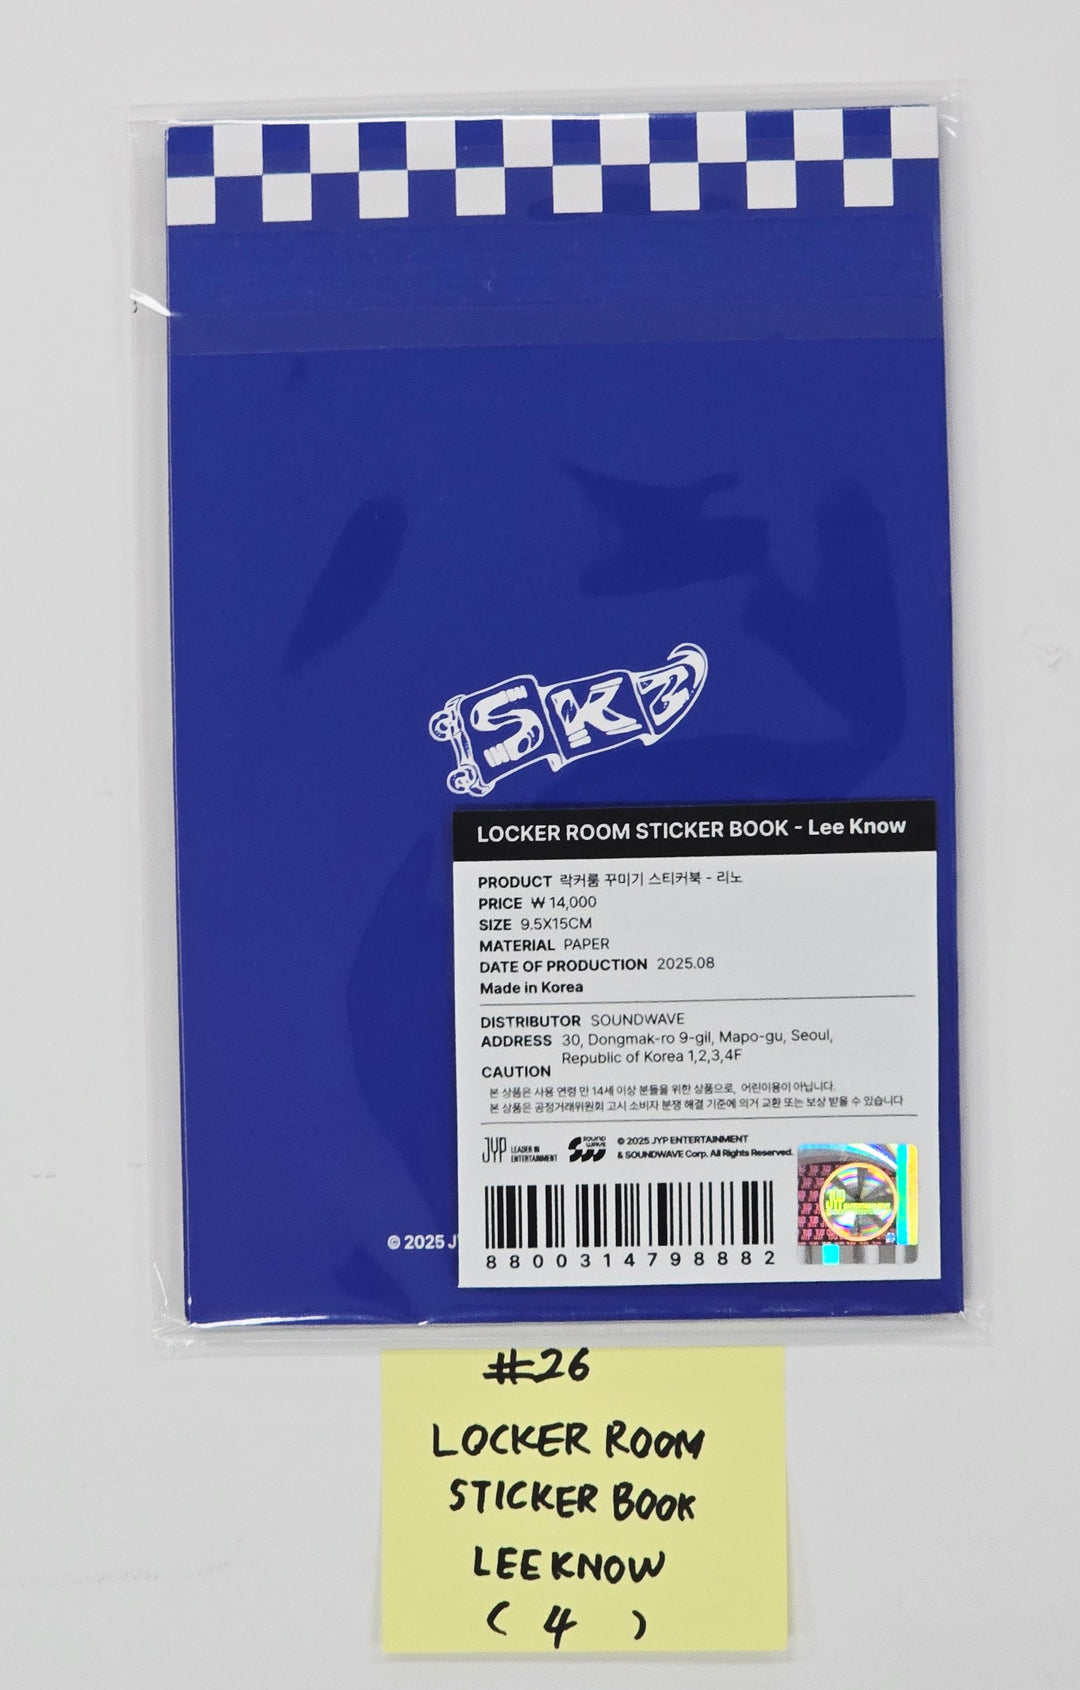 SKZ
LOCKER ROOM STICKER BOOK - Lee Know
PRODUCT 락커룸 꾸미기 스티커북 - 리노
PRICE ₩ 14,000
SIZE 9.5X15CM
MATERIAL PAPER
DATE OF PRODUCTION 2025.08
Made in Korea
DISTRIBUTOR SOUNDWAVE
ADDRESS 30, Dongmak-ro 9-gil, Mapo-gu, Seoul,
Republic of Korea 1,2,3,4F
CAUTION
본 상품은 사용 연령 만 14세 이상 분들을 위한 상품으로, 어린이용이 아닙니다.
본 상품은 공정거래위원회 고시 소비자 분쟁 해결 기준에 의거 교환 또는 보상 받을 수 있습니다
JYP LEADER IN ENTERTAINMENT
SOUND WAVE
© 2025 JYP ENTERTAINMENT
& SOUNDWAVE Corp. All Rights Reserved.
JYP ENTERTAINMENT
8800314798882
© 2025 J
#26
LOCKER ROOM
STICKER BOOK
LEE KNOW
( 4 )